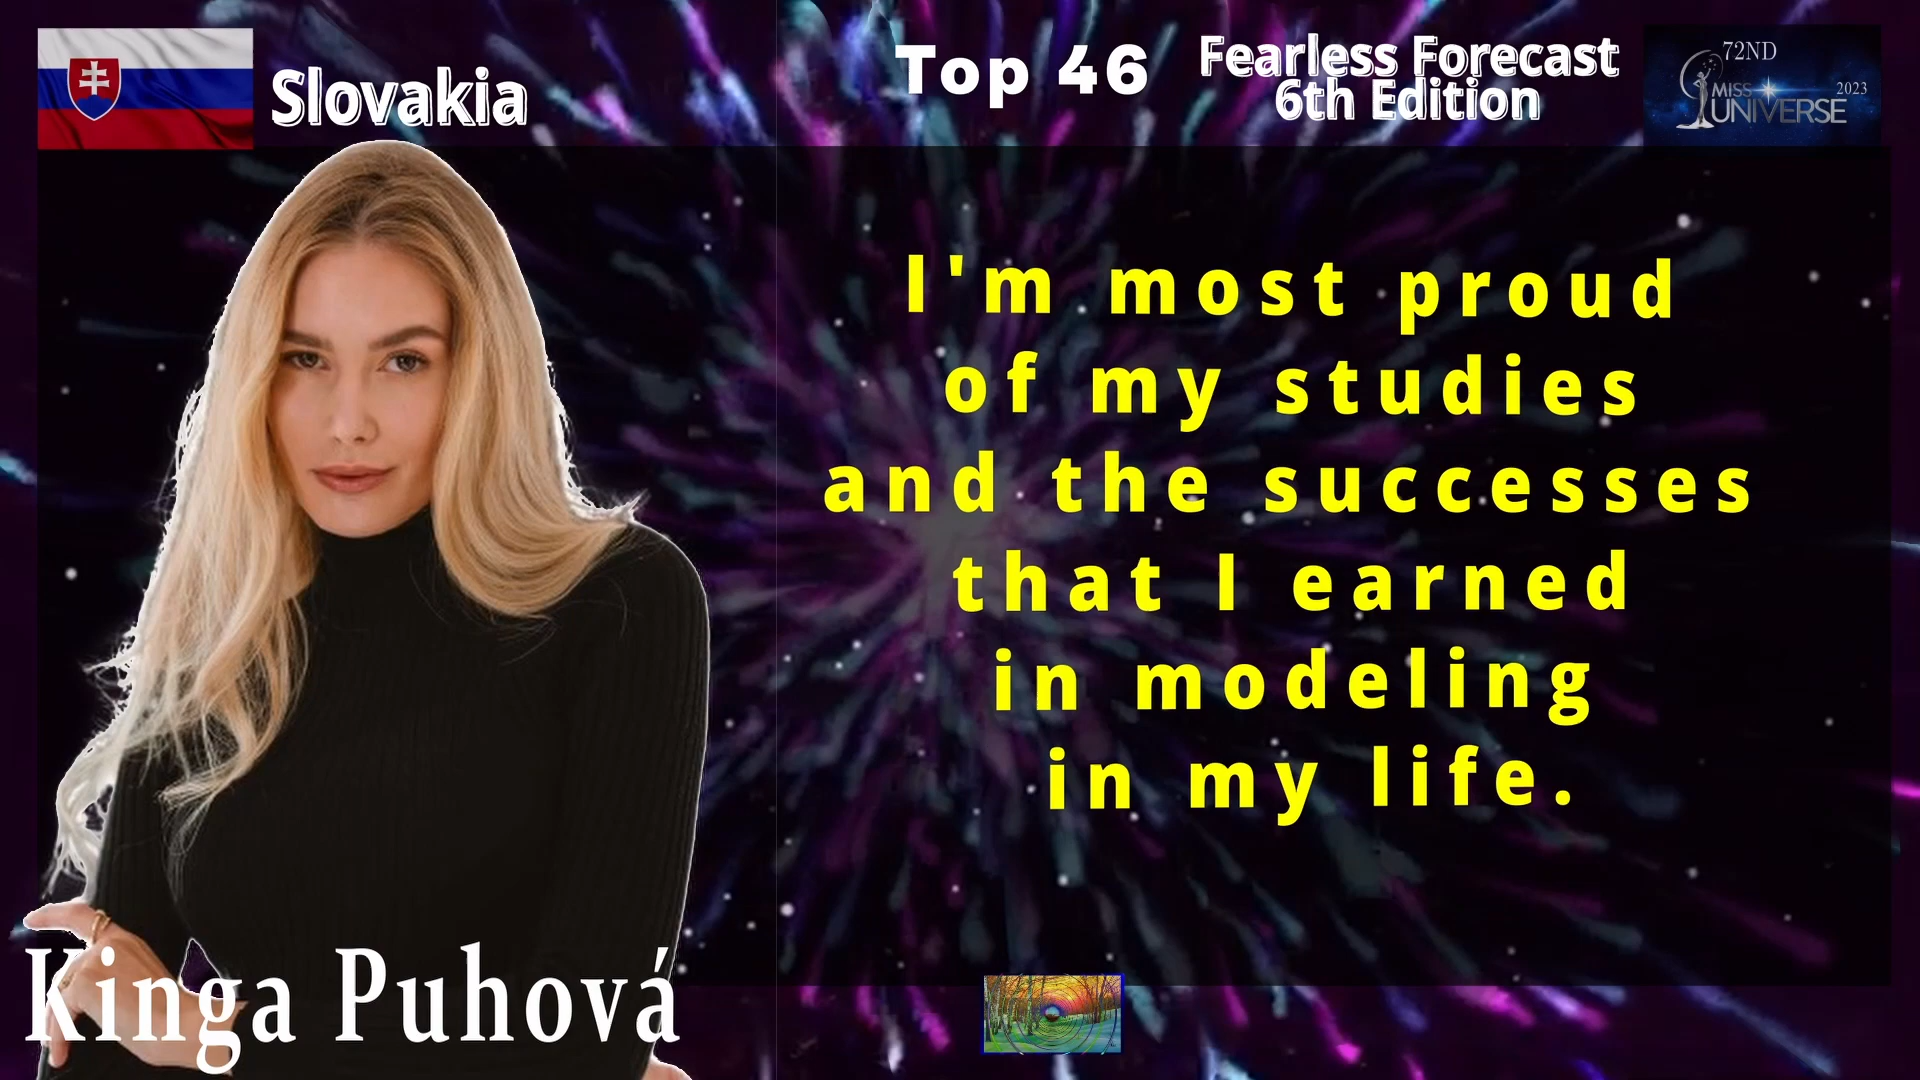 Slovakia
Top 46
Fearless Forecast
6th Edition
72ND
MISS
2023
UNIVERSE
I'm most proud
of my studies
and the successes
that I earned
in modeling
in my life.
Kinga Puhová